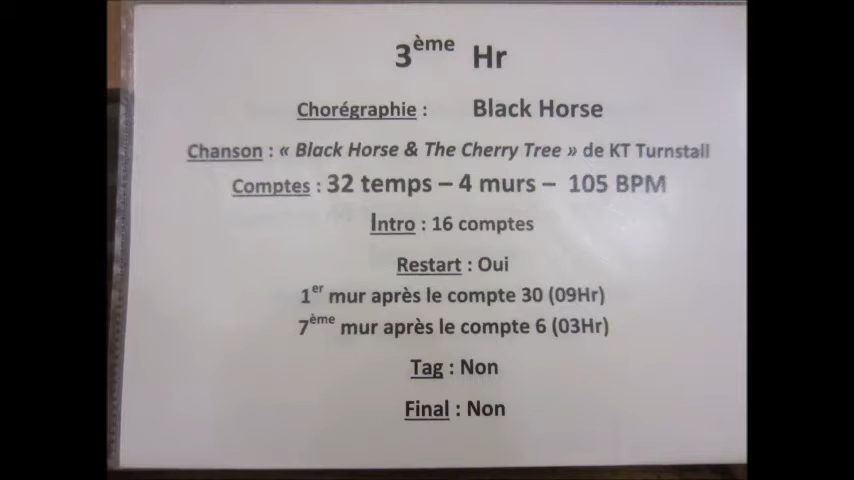 3ème Hr
Chorégraphie : Black Horse
Chanson : « Black Horse & The Cherry Tree » de KT Turnstall
Comptes : 32 temps – 4 murs – 105 BPM
Intro : 16 comptes
Restart : Oui
1er mur après le compte 30 (09Hr)
7ème mur après le compte 6 (03Hr)
Tag : Non
Final : Non